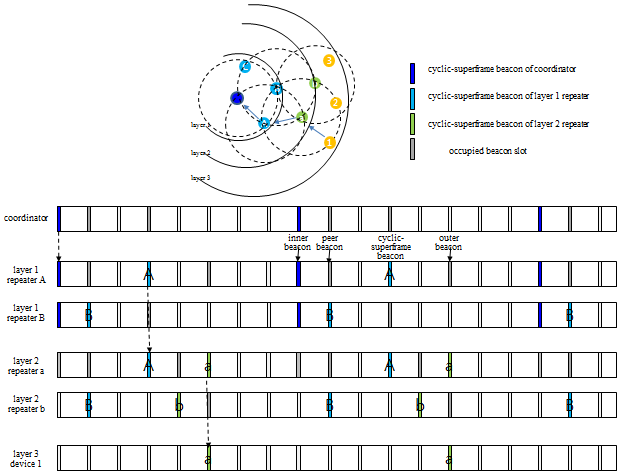 3
2
1
layer
layer 2
layer 3
cyclic-superframe beacon of coordinator
cyclic-superframe beacon of layer 1 repeater
cyclic-superframe beacon of layer 2 repeater
occupied beacon slot
coordinator
inner beacon
peer beacon
cyclic-superframe beacon
outer beacon
layer 1
repeater A
A
A
layer 1
repeater B
B
B
B
layer 2
repeater a
A
a
A
a
layer 2
repeater b
B
b
B
b
B
layer 3
device 1
a
a